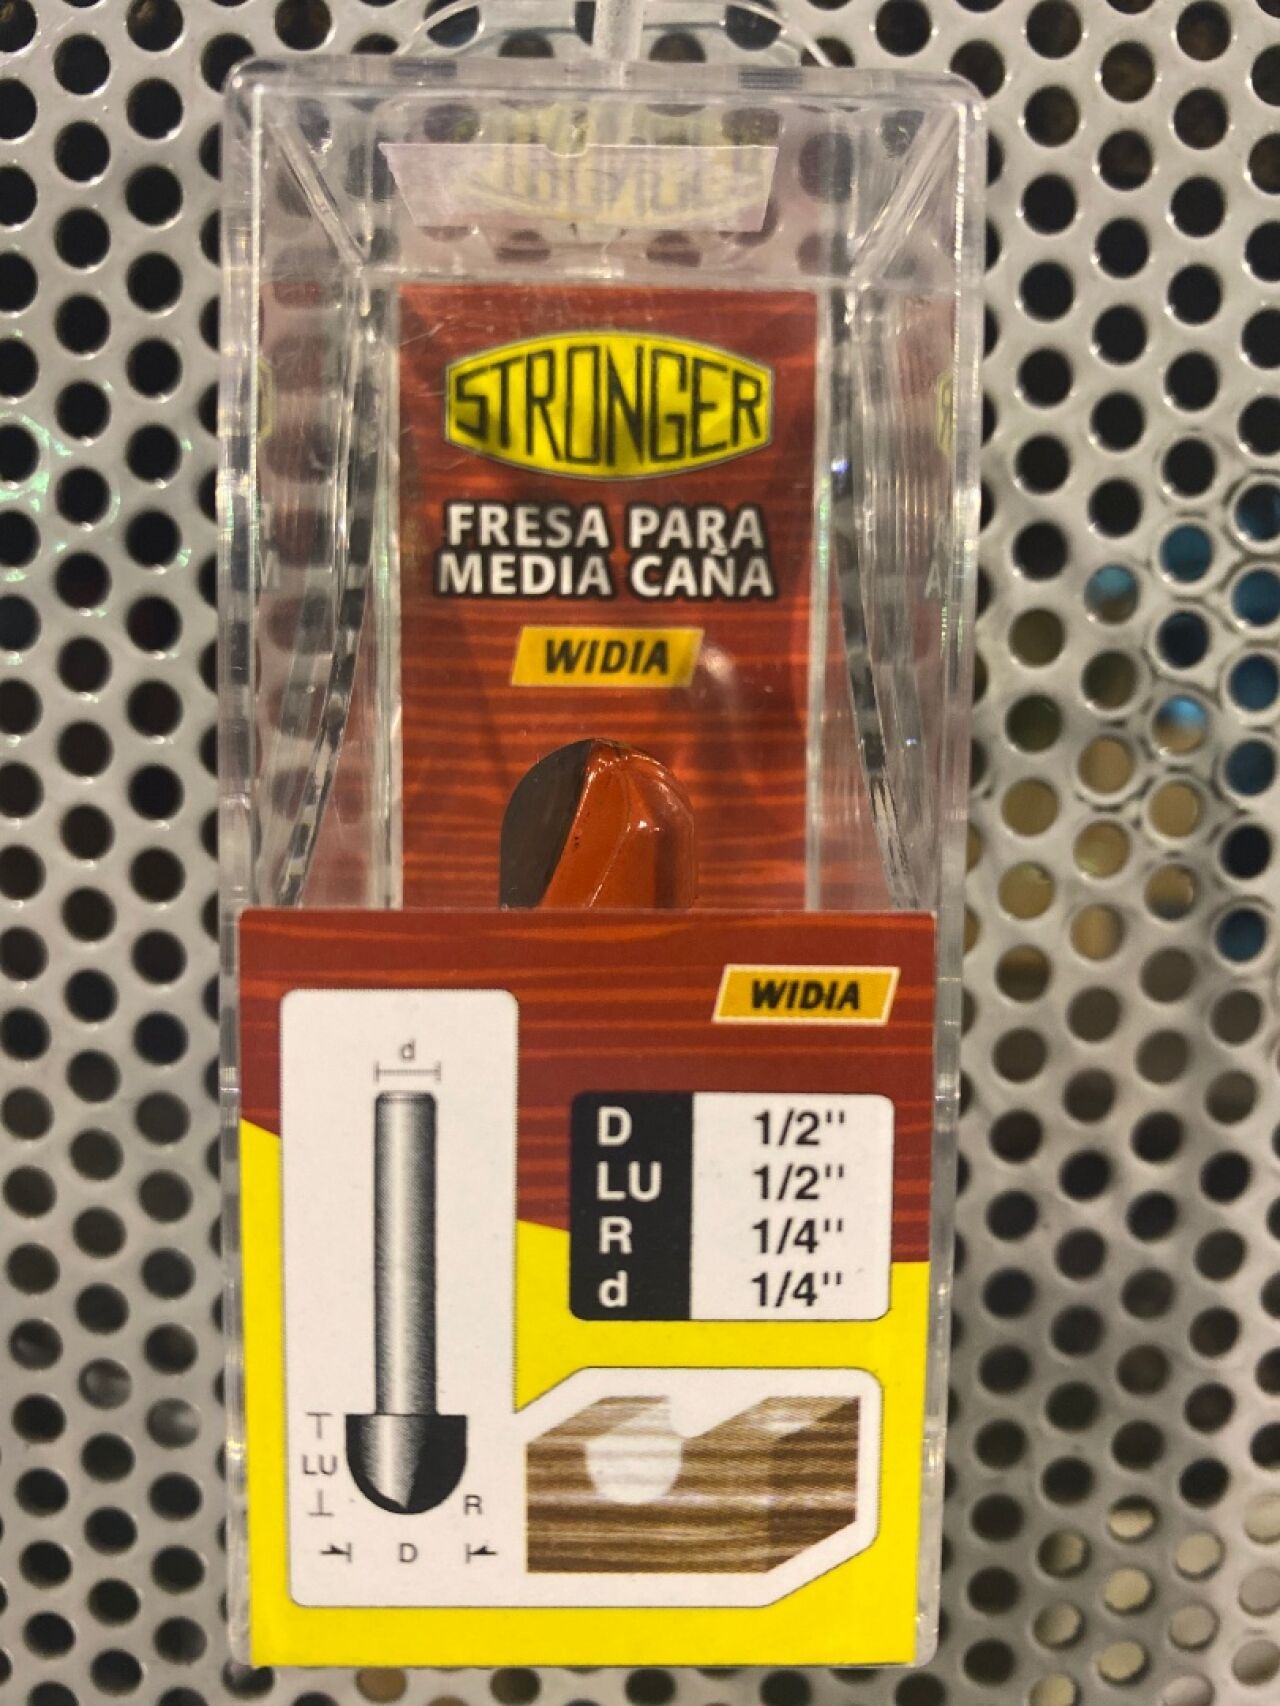 STRONGER
FRESA PARA
MEDIA CAÑA
WIDIA
WIDIA
d
D 1/2"
LU 1/2"
R 1/4"
d 1/4"
LU
R
D